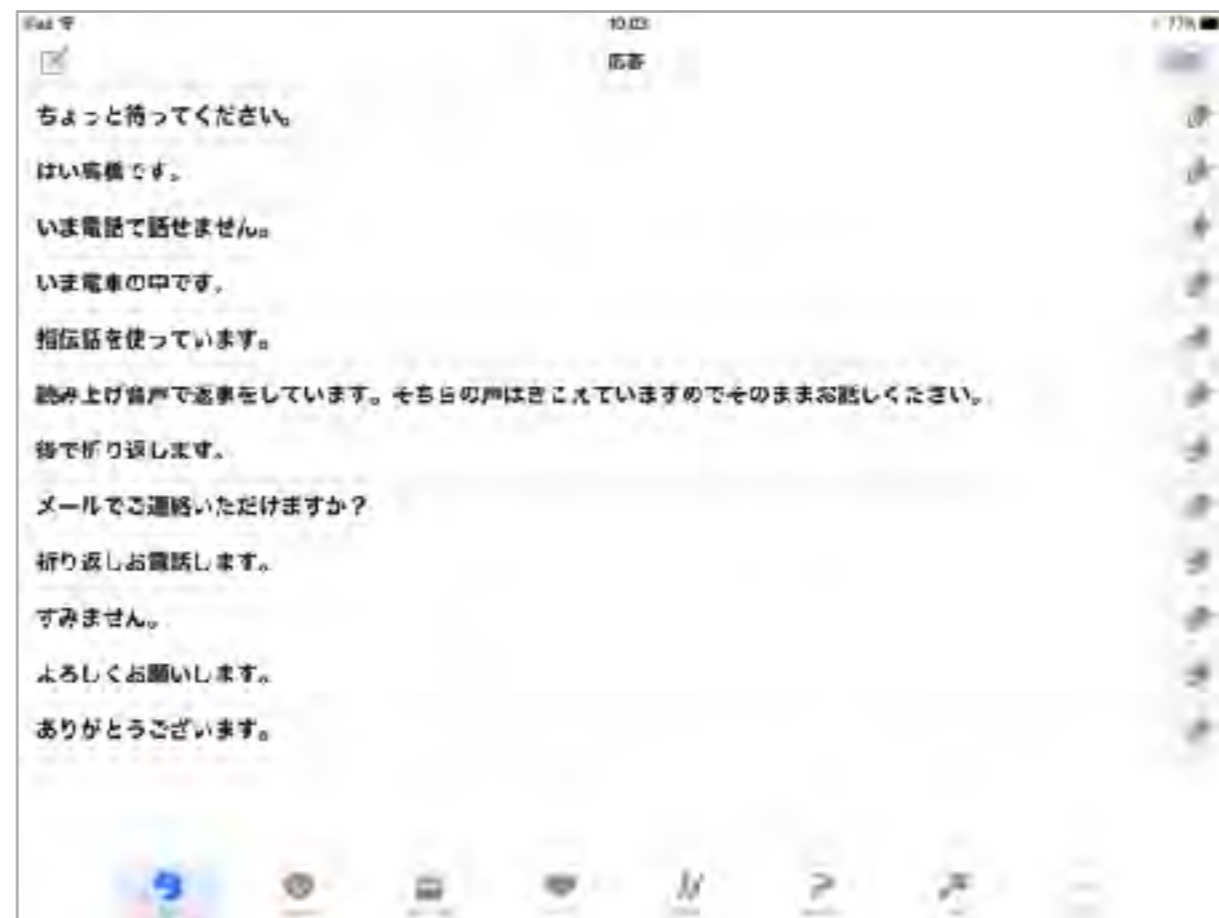 iPad 10:03 77%
応答
ちょっと待ってください。
はい高橋です。
いま電話で話せません。
いま電車の中です。
指伝話を使っています。
読み上げ音声で返事をしています。そちらの声はきこえていますのでそのままお話しください。
後で折り返します。
メールでご連絡いただけますか？
折り返しお電話します。
すみません。
よろしくお願いします。
ありがとうございます。